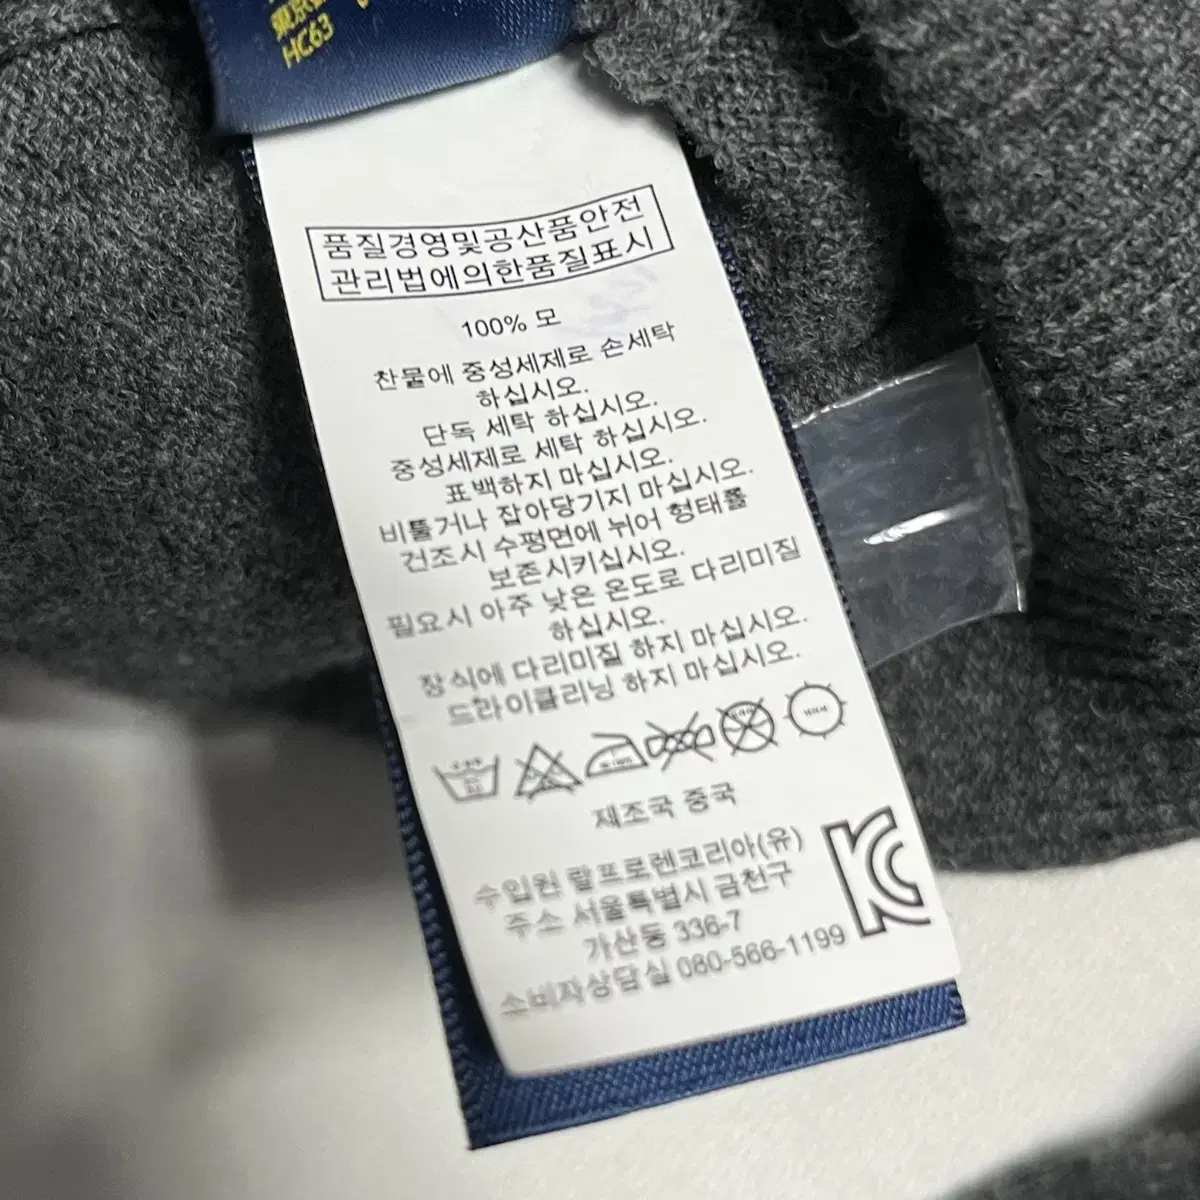 東京
HC63
품질경영및공산품안전
관리법에의한품질표시
100% 모
찬물에 중성세제로 손세탁
하십시오.
단독 세탁 하십시오.
중성세제로 세탁 하십시오.
표백하지 마십시오.
비틀거나 잡아당기지 마십시오.
건조시 수평면에 뉘어 형태를
보존시키십시오.
필요시 아주 낮은 온도로 다리미질
하십시오.
장식에 다리미질 하지 마십시오.
드라이클리닝 하지 마십시오.
제조국 중국
수입원 랄프로렌코리아(유)
주소 서울특별시 금천구
가산동 336-7
소비자상담실 080-566-1199